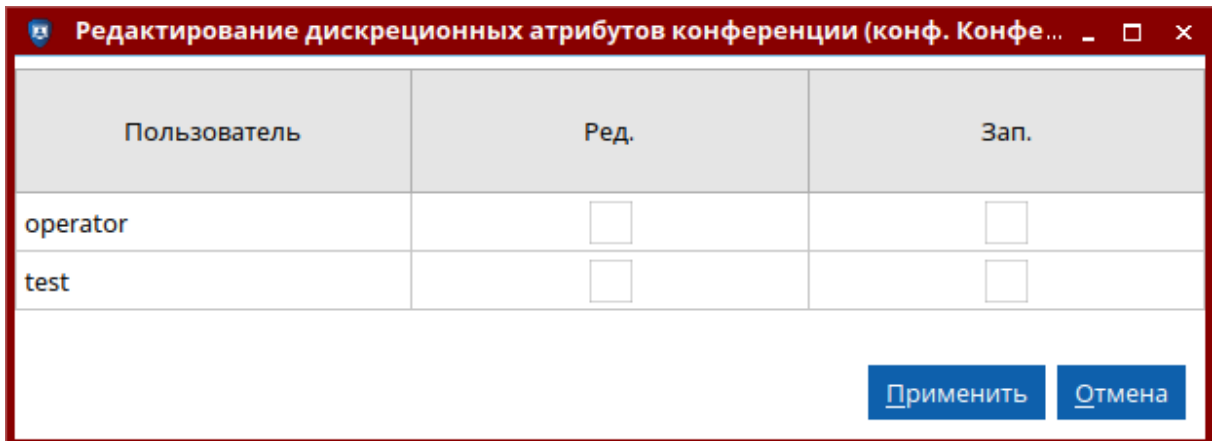 Редактирование дискреционных атрибутов конференции (конф. Конфе...
Пользователь Ред. Зап.
operator
test
Применить Отмена